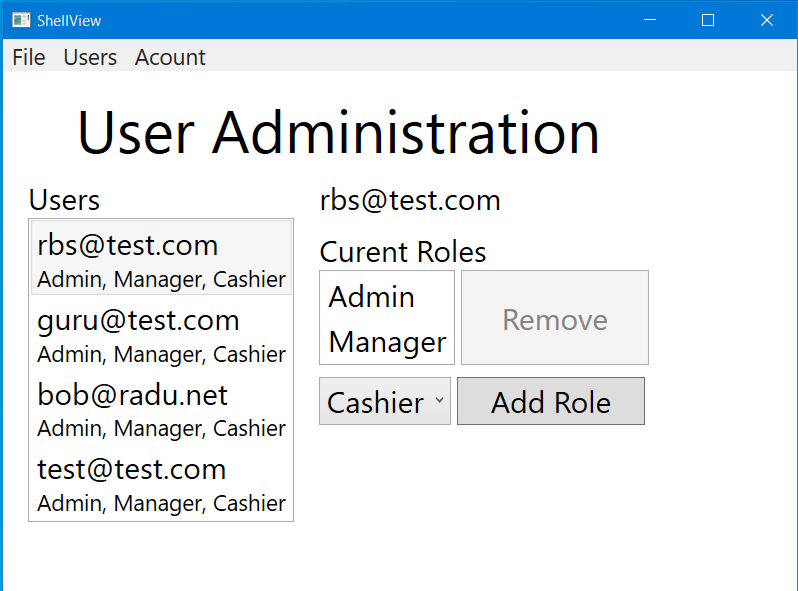 ShellView
File Users Acount
User Administration
Users
rbs@test.com
Admin, Manager, Cashier
guru@test.com
Admin, Manager, Cashier
bob@radu.net
Admin, Manager, Cashier
test@test.com
Admin, Manager, Cashier
rbs@test.com
Curent Roles
Admin
Manager
Remove
Cashier
Add Role